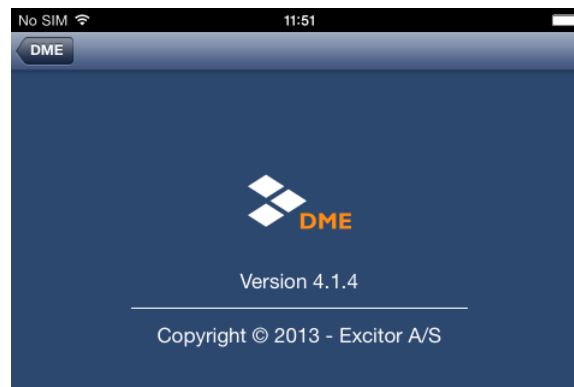 No SIM 11:51
DME
DME
Version 4.1.4
Copyright © 2013 - Excitor A/S